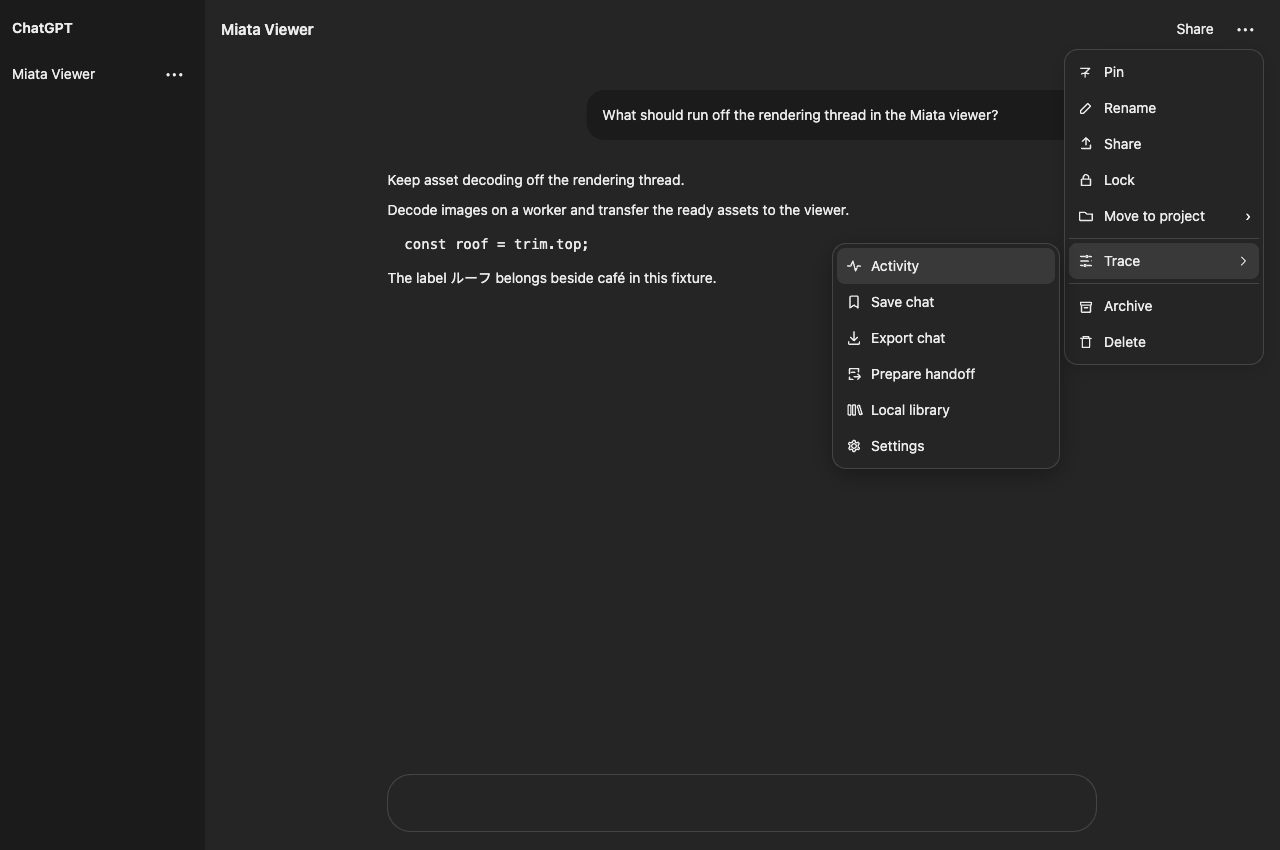 ChatGPT
Miata Viewer
Miata Viewer
Share
What should run off the rendering thread in the Miata viewer?
Keep asset decoding off the rendering thread.
Decode images on a worker and transfer the ready assets to the viewer.
const roof = trim.top;
The label ルーフ belongs beside café in this fixture.
Pin
Rename
Share
Lock
Move to project
Trace
Archive
Delete
Activity
Save chat
Export chat
Prepare handoff
Local library
Settings